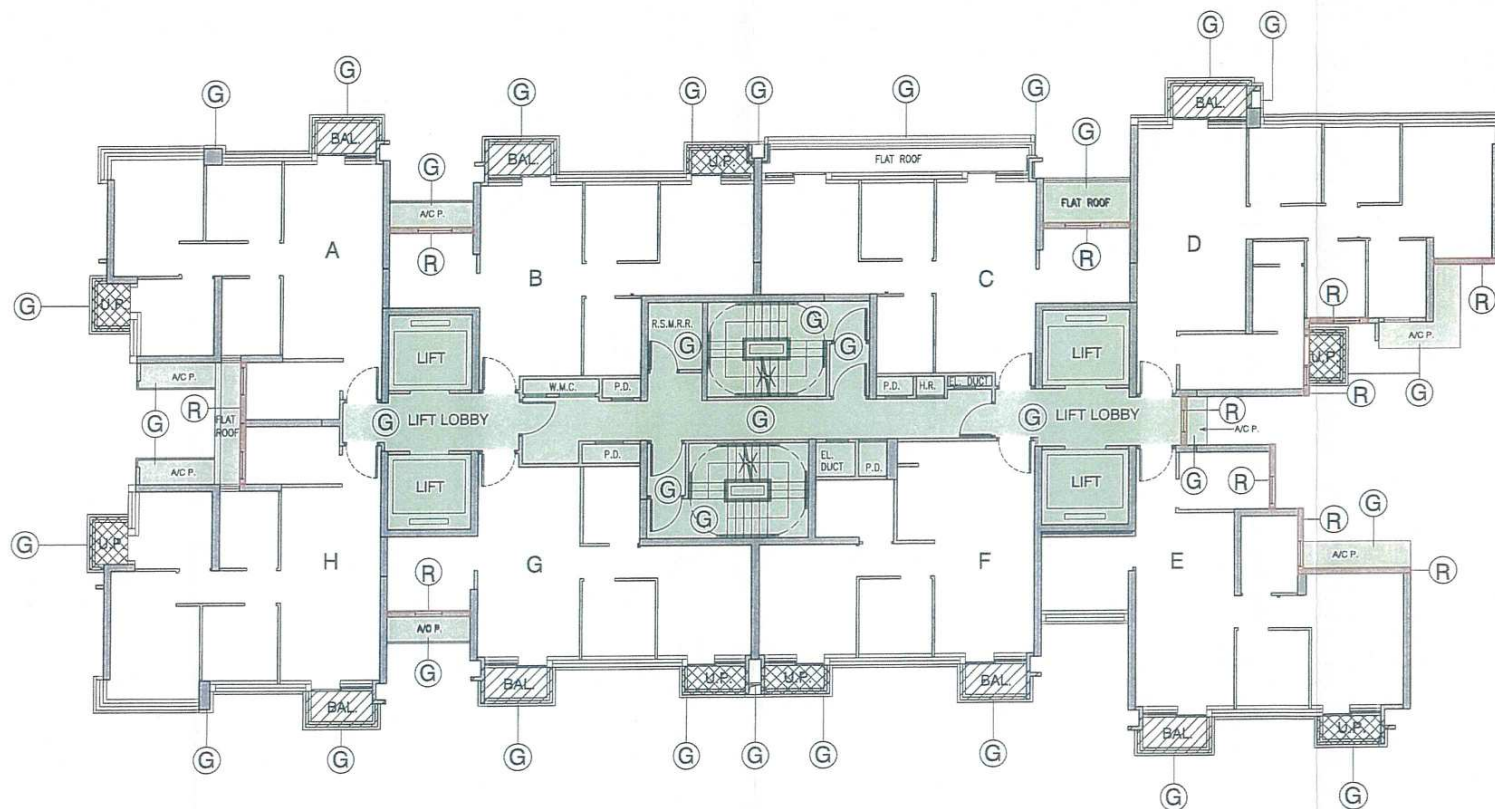 G
G
G
BAL.
G
G
G
BAL.
G
BAL.
G
U.P.
G
G
FLAT ROOF
G
G
FLAT ROOF
G
A/C P.
R
R
A
B
C
D
G
U.P.
R.S.M.R.R.
G
G
G
R
R
A/C P.
U.P.
LIFT
LIFT
A/C P.
G
R
FLAT
ROOF
W.M.C.
P.D.
P.D.
H.R.
EL. DUCT
G
R
G
LIFT LOBBY
G
G
LIFT LOBBY
R
A/C P.
A/C P.
P.D.
EL.
DUCT
P.D.
G
LIFT
LIFT
G
R
G
U.P.
G
G
R
G
A/C P.
R
H
G
F
E
R
A/C P.
G
BAL.
BAL.
U.P.
U.P.
BAL.
BAL.
U.P.
G
G
G
G
G
G
G
G
G